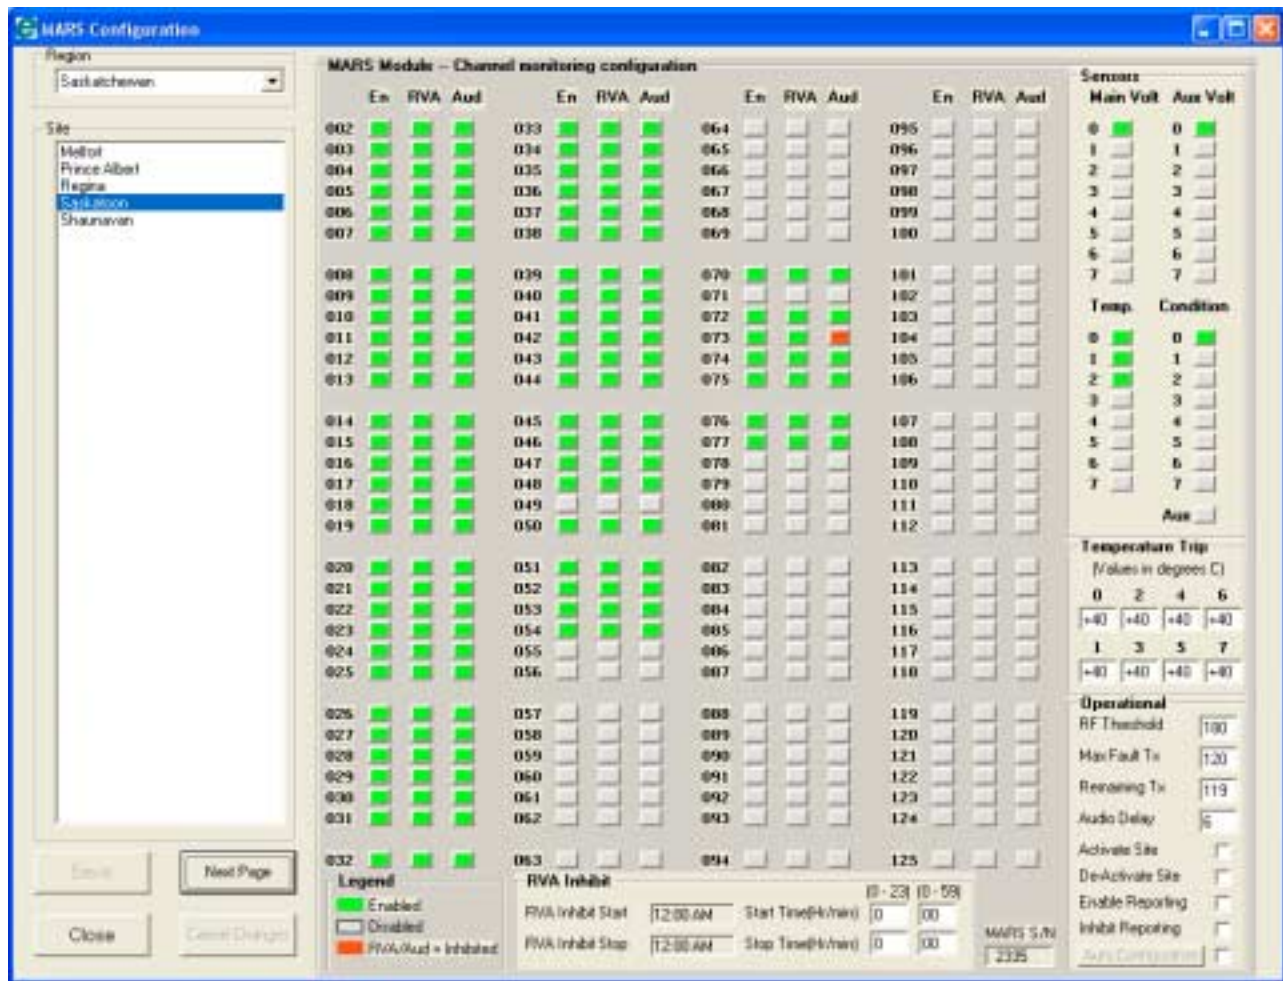 MARS Configuration
Region
Saskatchewan
Site
Melfort
Prince Albert
Regina
Saskatoon
Shaunavan
Next Page
Close
Cancel Changes
MARS Module -- Channel monitoring configuration
En RVA Aud En RVA Aud En RVA Aud En RVA Aud
002 033 064 095
003 034 065 096
004 035 066 097
005 036 067 098
006 037 068 099
007 038 069 100
008 039 070 101
009 040 071 102
010 041 072 103
011 042 073 104
012 043 074 105
013 044 075 106
014 045 076 107
015 046 077 108
016 047 078 109
017 048 079 110
018 049 080 111
019 050 081 112
020 051 082 113
021 052 083 114
022 053 084 115
023 054 085 116
024 055 086 117
025 056 087 118
026 057 088 119
027 058 089 120
028 059 090 121
029 060 091 122
030 061 092 123
031 062 093 124
032 063 094 125
Legend
Enabled
Disabled
RVA/Aud = Inhibited
RVA Inhibit
(0 - 23) (0 - 59)
RVA Inhibit Start 12:00 AM Start Time(Hr/min) 0 00
RVA Inhibit Stop 12:00 AM Stop Time(Hr/min) 0 00
MARS S/N
2335
Sensors
Main Volt Aux Volt
0 0
1 1
2 2
3 3
4 4
5 5
6 6
7 7
Temp. Condition
0 0
1 1
2 2
3 3
4 4
5 5
6 6
7 7
Aux
Temperature Trip
(Values in degrees C)
0 2 4 6
+40 +40 +40 +40
1 3 5 7
+40 +40 +40 +40
Operational
RF Threshold 180
Max Fault Tx 120
Remaining Tx 119
Audio Delay 6
Activate Site
De-Activate Site
Enable Reporting
Inhibit Reporting
Auto Configuration